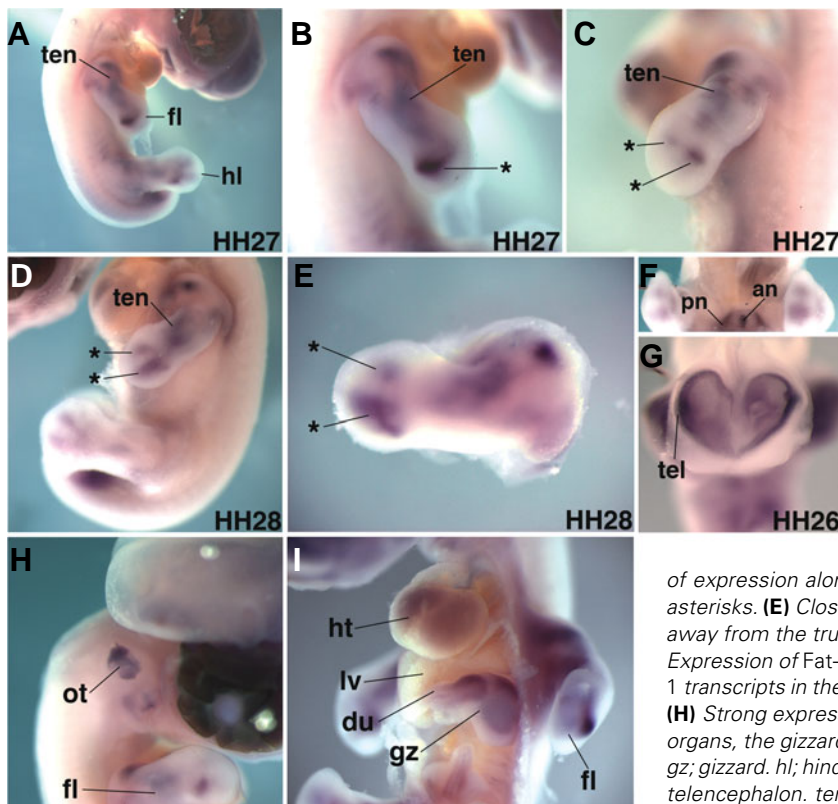 A
ten
fl
hl
HH27
B
ten
*
HH27
C
ten
*
*
HH27
D
ten
*
*
HH28
E
*
*
HH28
F
pn
an
G
tel
HH26
H
ot
fl
I
ht
lv
du
gz
fl
of expression alon
asterisks. (E) Clos
away from the tru
Expression of Fat-
1 transcripts in the
(H) Strong expres
organs, the gizzard
gz; gizzard. hl; hind
telencephalon. ten